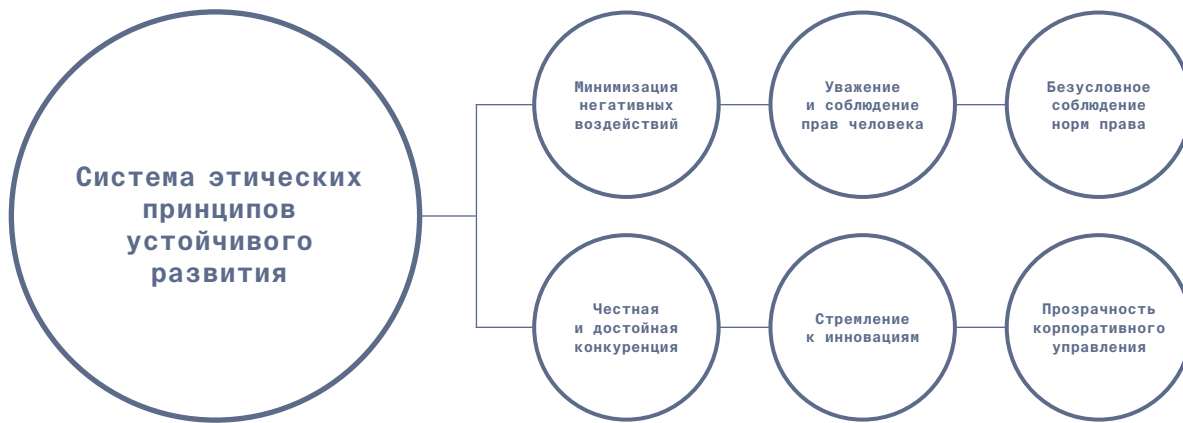 Система этических
принципов
устойчивого
развития
Минимизация
негативных
воздействий
Уважение
и соблюдение
прав человека
Безусловное
соблюдение
норм права
Честная
и достойная
конкуренция
Стремление
к инновациям
Прозрачность
корпоративного
управления